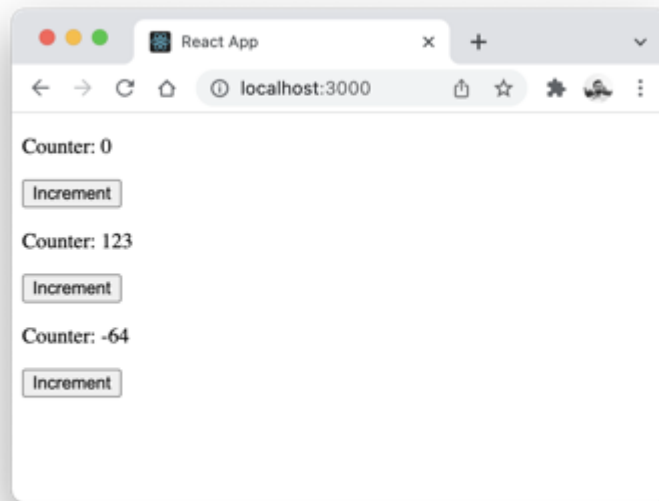 React App
localhost:3000
Counter: 0
Increment
Counter: 123
Increment
Counter: -64
Increment